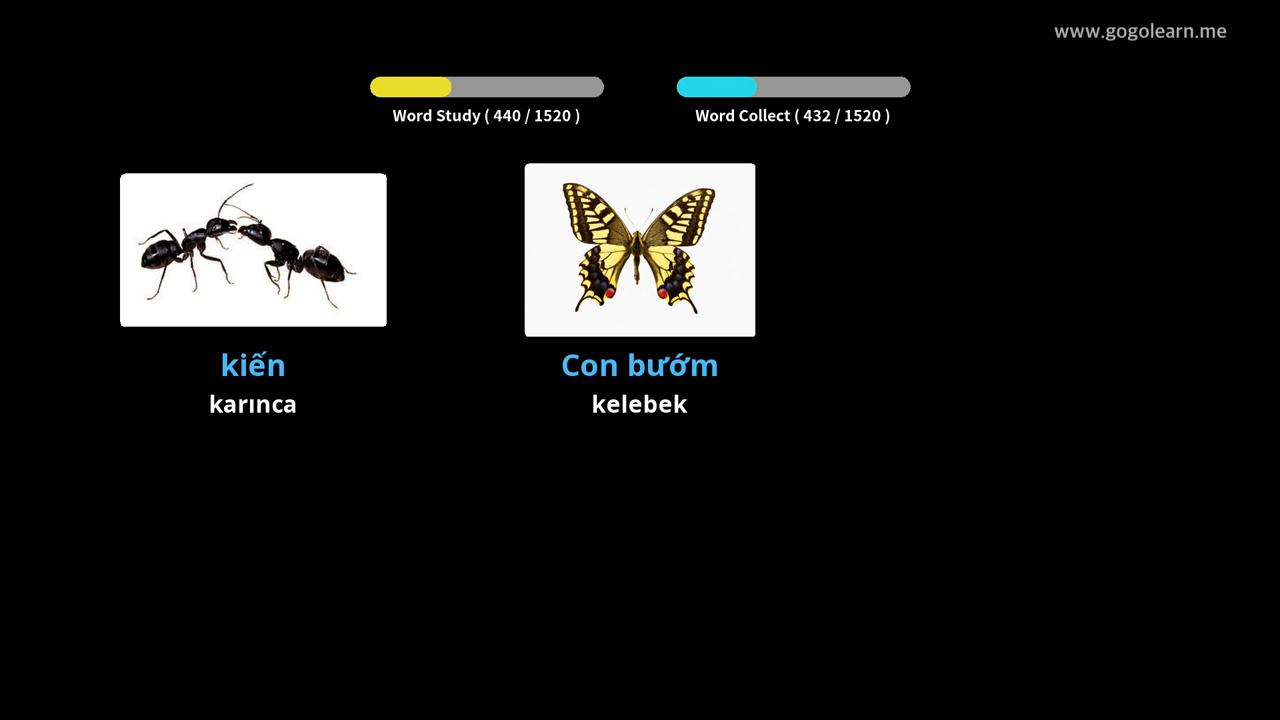 www.gogolearn.me
Word Study ( 440 / 1520 )
Word Collect ( 432 / 1520 )
kiến
karınca
Con bướm
kelebek